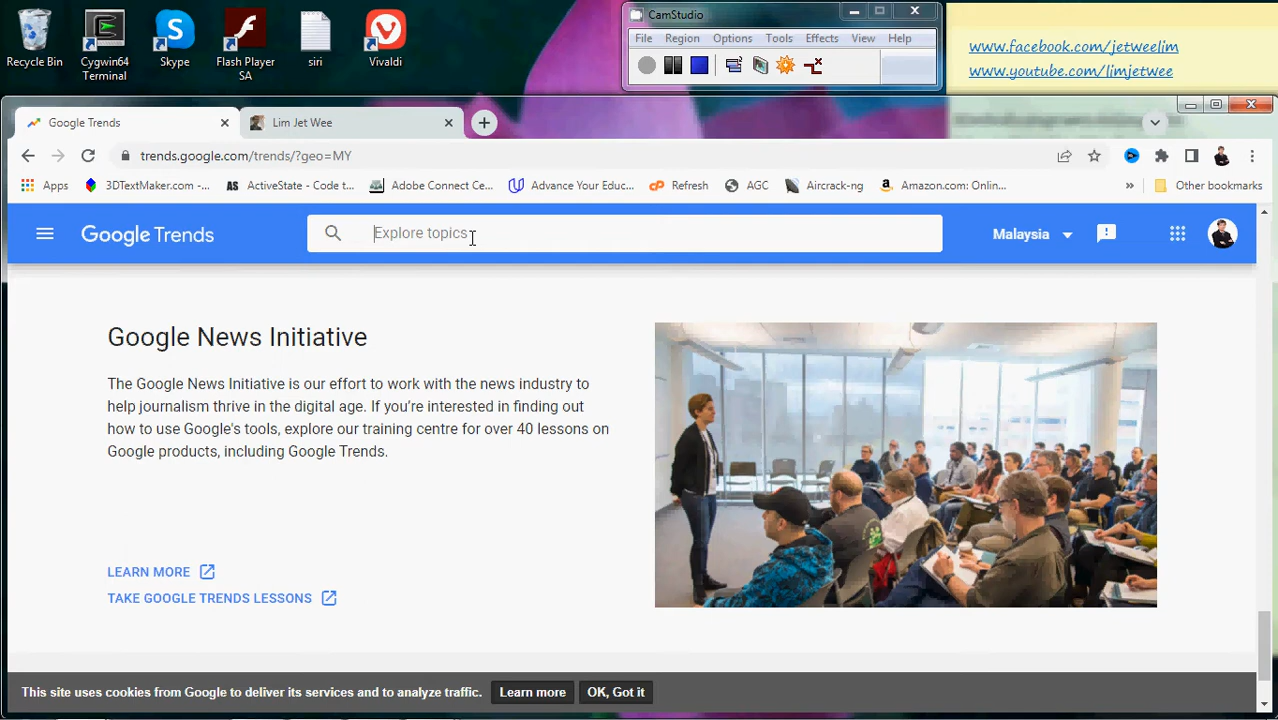 Recycle Bin
Cygwin64
Terminal
Skype
Flash Player
SA
siri
Vivaldi
CamStudio
File Region Options Tools Effects View Help
www.facebook.com/jetweelim
www.youtube.com/limjetwee
Google Trends
Lim Jet Wee
trends.google.com/trends/?geo=MY
Apps
3DTextMaker.com -...
AS ActiveState - Code t...
Adobe Connect Ce...
Advance Your Educ...
cP Refresh
AGC
Aircrack-ng
a Amazon.com: Onlin...
»
Other bookmarks
Google Trends
Explore topics
Malaysia
Google News Initiative
The Google News Initiative is our effort to work with the news industry to
help journalism thrive in the digital age. If you're interested in finding out
how to use Google's tools, explore our training centre for over 40 lessons on
Google products, including Google Trends.
LEARN MORE
TAKE GOOGLE TRENDS LESSONS
This site uses cookies from Google to deliver its services and to analyze traffic.
Learn more
OK, Got it